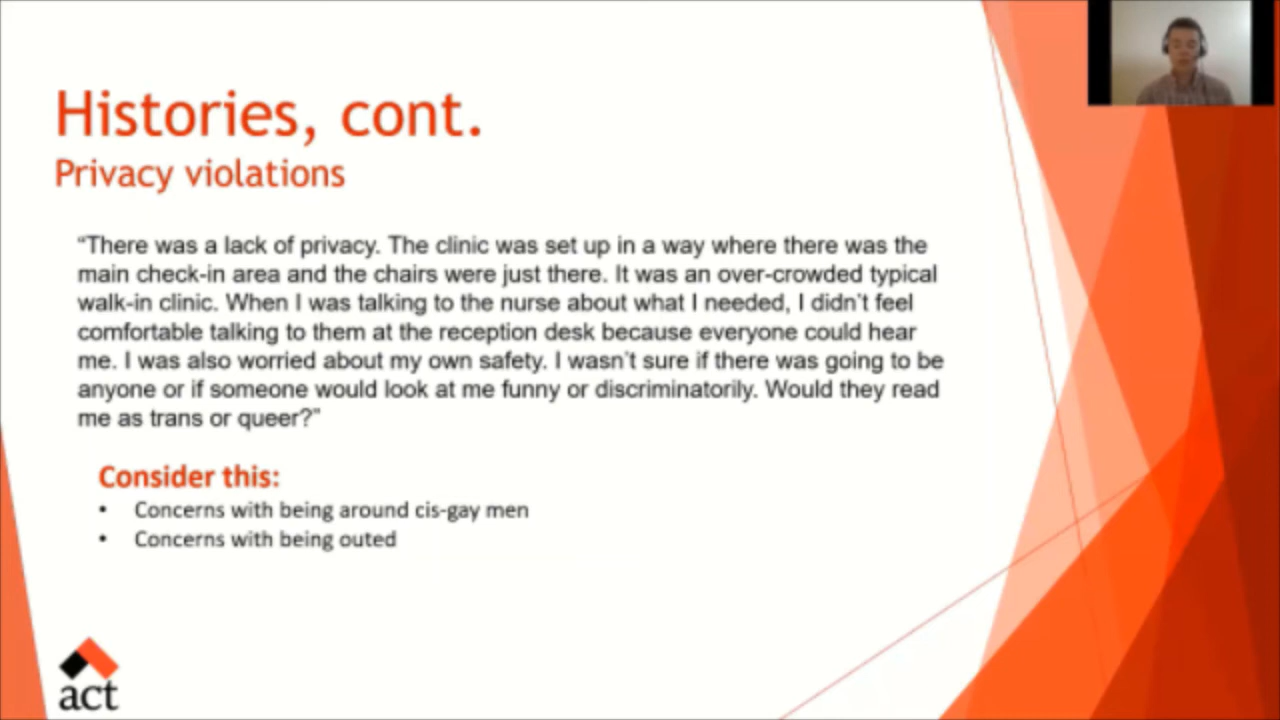 Histories, cont.
Privacy violations
“There was a lack of privacy. The clinic was set up in a way where there was the
main check-in area and the chairs were just there. It was an over-crowded typical
walk-in clinic. When I was talking to the nurse about what I needed, I didn’t feel
comfortable talking to them at the reception desk because everyone could hear
me. I was also worried about my own safety. I wasn’t sure if there was going to be
anyone or if someone would look at me funny or discriminatorily. Would they read
me as trans or queer?”
Consider this:
• Concerns with being around cis-gay men
• Concerns with being outed
act